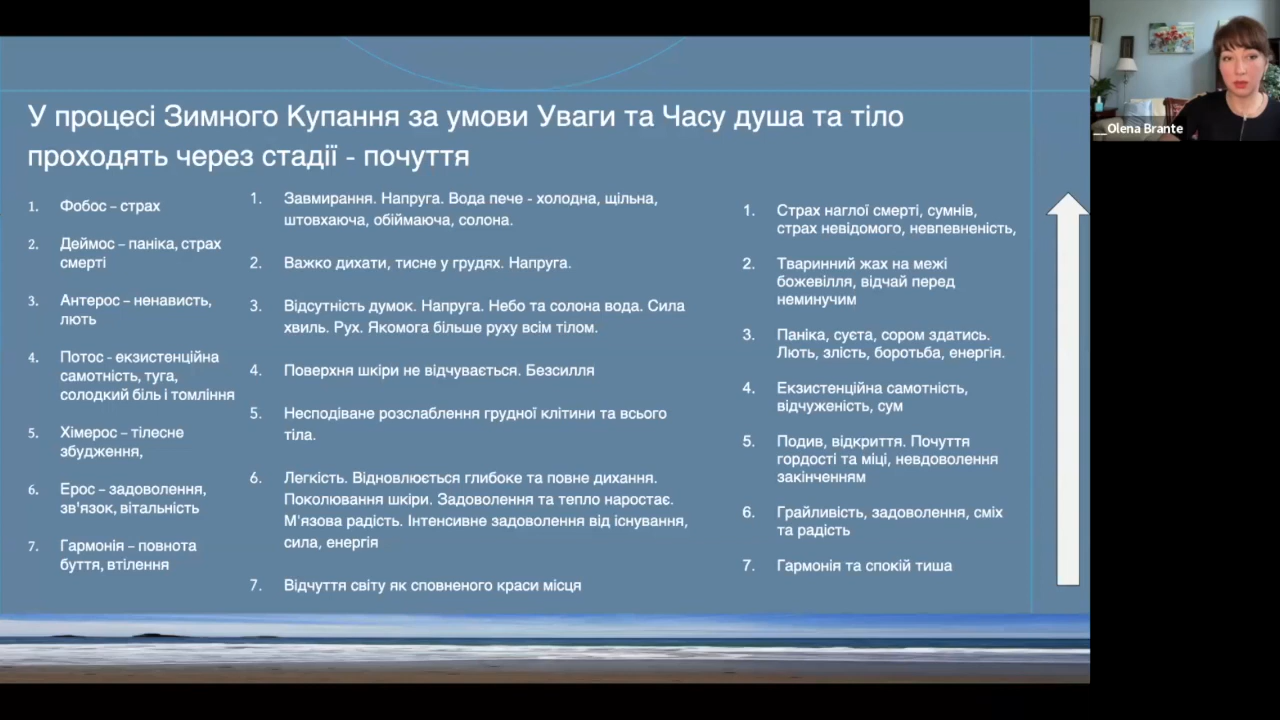 У процесі Зимного Купання за умови Уваги та Часу душа та тіло
проходять через стадії - почуття
1. Фобос – страх
2. Деймос – паніка, страх
смерті
3. Антерос – ненависть,
лють
4. Потос - екзистенційна
самотність, туга,
солодкий біль і томління
5. Хімерос – тілесне
збудження,
6. Ерос – задоволення,
зв'язок, вітальність
7. Гармонія – повнота
буття, втілення
1. Завмирання. Напруга. Вода пече - холодна, щільна,
штовхаюча, обіймаюча, солона.
2. Важко дихати, тисне у грудях. Напруга.
3. Відсутність думок. Напруга. Небо та солона вода. Сила
хвиль. Рух. Якомога більше руху всім тілом.
4. Поверхня шкіри не відчувається. Безсилля
5. Несподіване розслаблення грудної клітини та всього
тіла.
6. Легкість. Відновлюється глибоке та повне дихання.
Поколювання шкіри. Задоволення та тепло наростає.
М'язова радість. Інтенсивне задоволення від існування,
сила, енергія
7. Відчуття світу як сповненого краси місця
1. Страх наглої смерті, сумнів,
страх невідомого, невпевненість,
2. Тваринний жах на межі
божевілля, відчай перед
неминучим
3. Паніка, суєта, сором здатись.
Лють, злість, боротьба, енергія.
4. Екзистенційна самотність,
відчуженість, сум
5. Подив, відкриття. Почуття
гордості та міці, невдоволення
закінченням
6. Грайливість, задоволення, сміх
та радість
7. Гармонія та спокій тиша
__Olena Brante